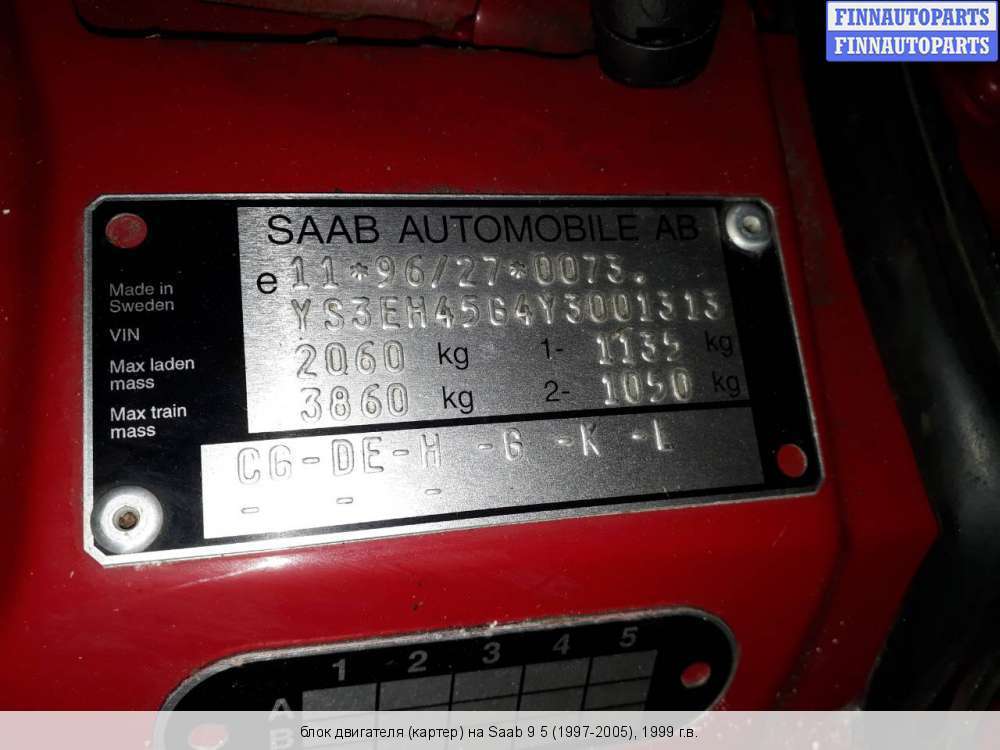 FINNAUTOPARTS
FINNAUTOPARTS
SAAB AUTOMOBILE AB
e 11*96/27*0073.
Made in
Sweden
VIN YS3EH45G4Y3001313
Max laden
mass 2060 kg 1- 1135 kg
Max train
mass 3860 kg 2- 1050 kg
CG-DE-H -G -K -L
- - -
1 2 3 4 5
A
B
блок двигателя (картер) на Saab 9 5 (1997-2005), 1999 г.в.